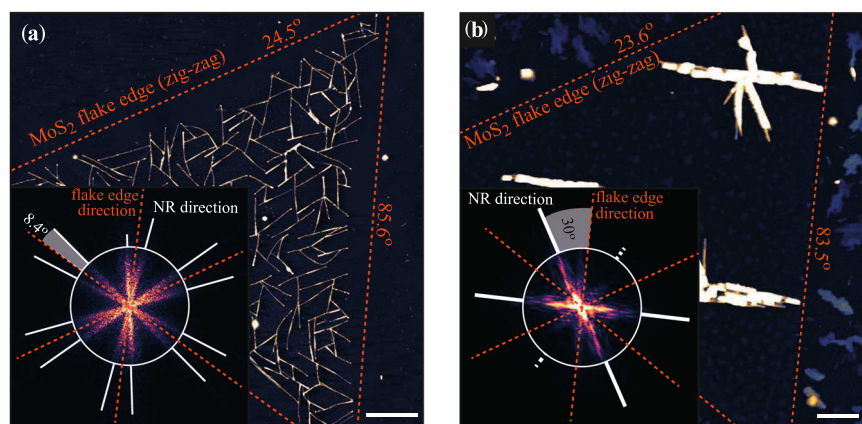 (a)
24.5°
MoS2 flake edge (zig-zag)
flake edge
direction
NR direction
8.4°
85.6°
(b)
23.6°
MoS2 flake edge (zig-zag)
NR direction
flake edge
direction
30°
83.5°